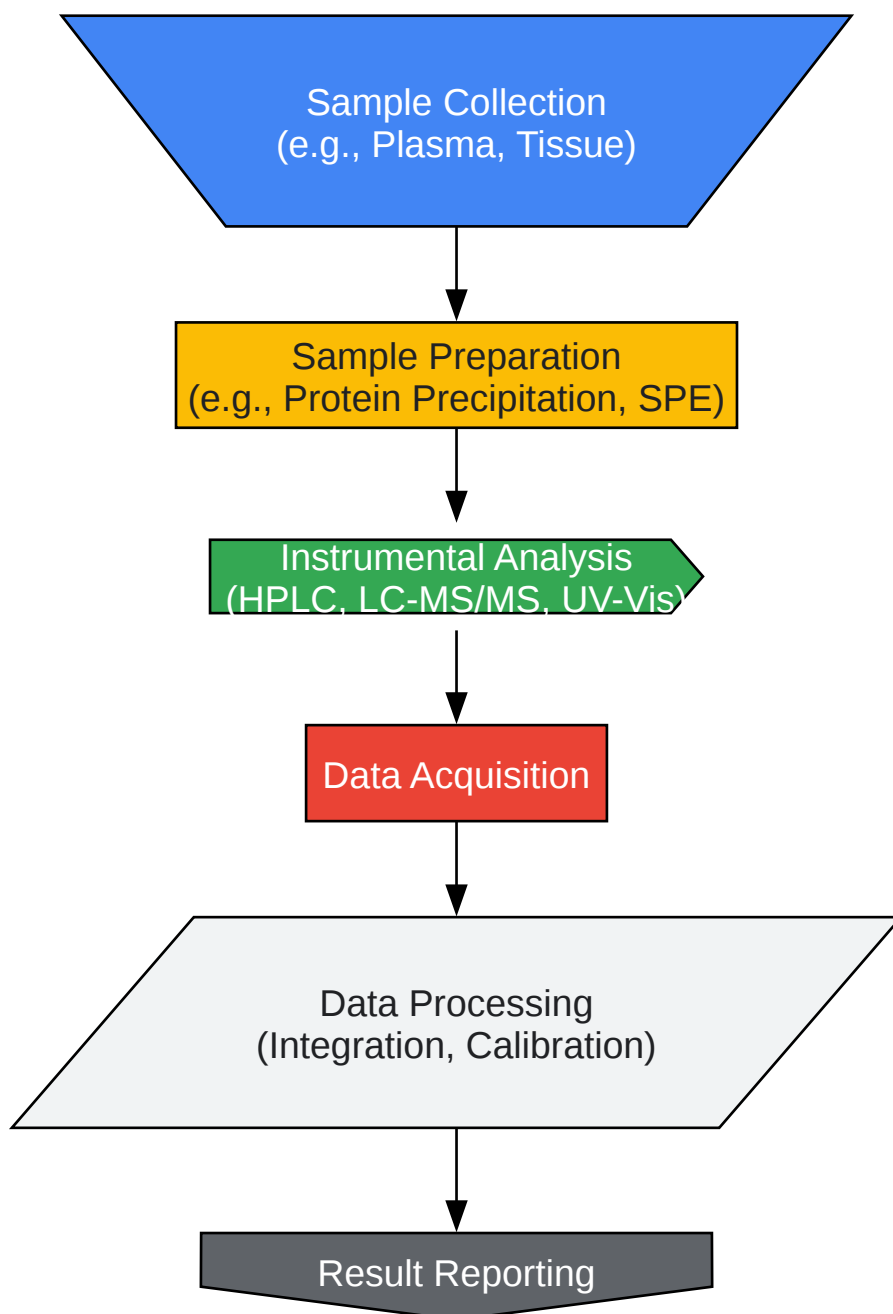 Sample Collection
(e.g., Plasma, Tissue)
Sample Preparation
(e.g., Protein Precipitation, SPE)
Instrumental Analysis
(HPLC, LC-MS/MS, UV-Vis)
Data Acquisition
Data Processing
(Integration, Calibration)
Result Reporting